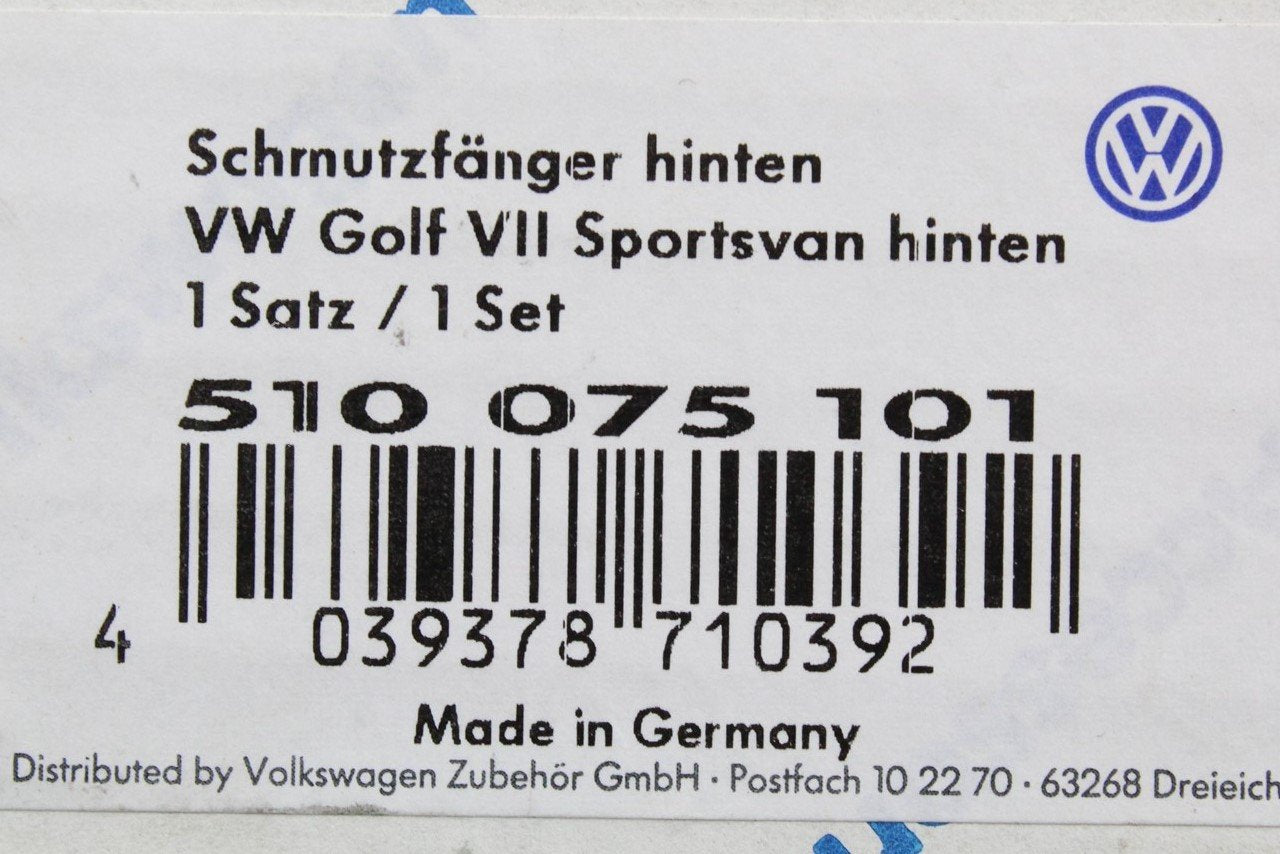 Schmutzfänger hinten
VW Golf VII Sportsvan hinten
1 Satz / 1 Set
510 075 101
4 039378 710392
Made in Germany
Distributed by Volkswagen Zubehör GmbH · Postfach 10 22 70 · 63268 Dreieich